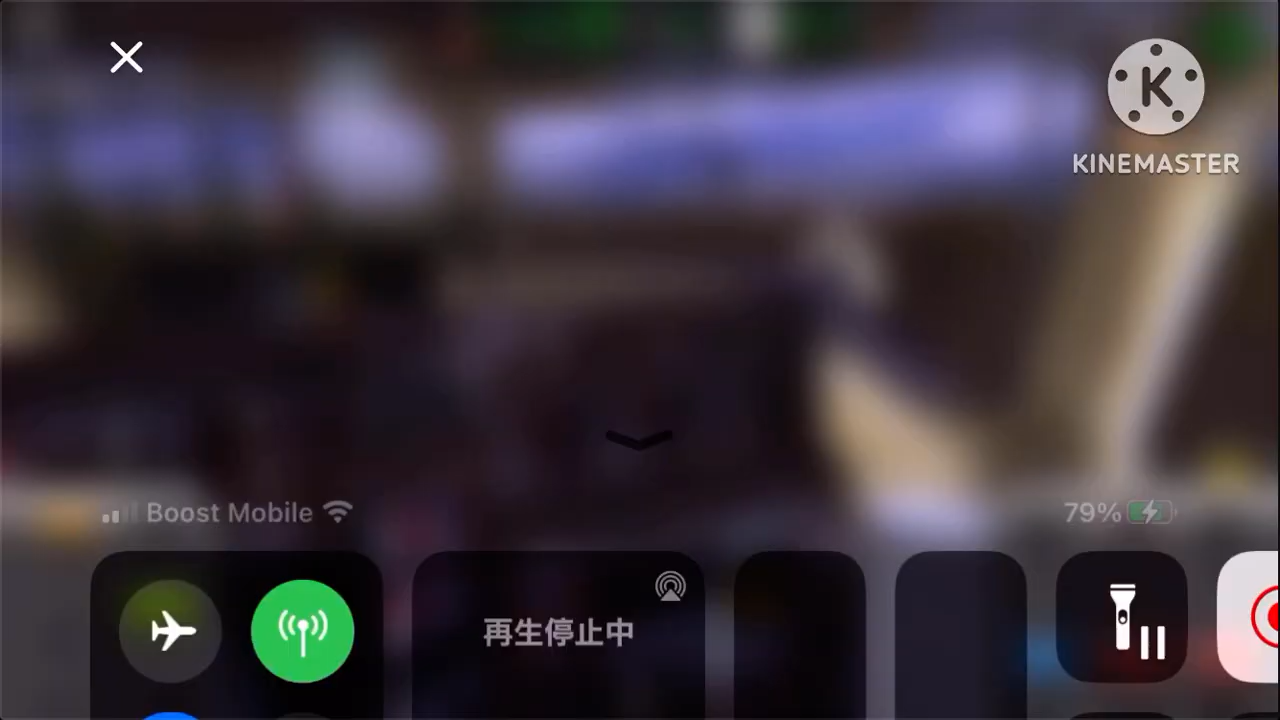 K
KINEMASTER
Boost Mobile
79%
再生停止中